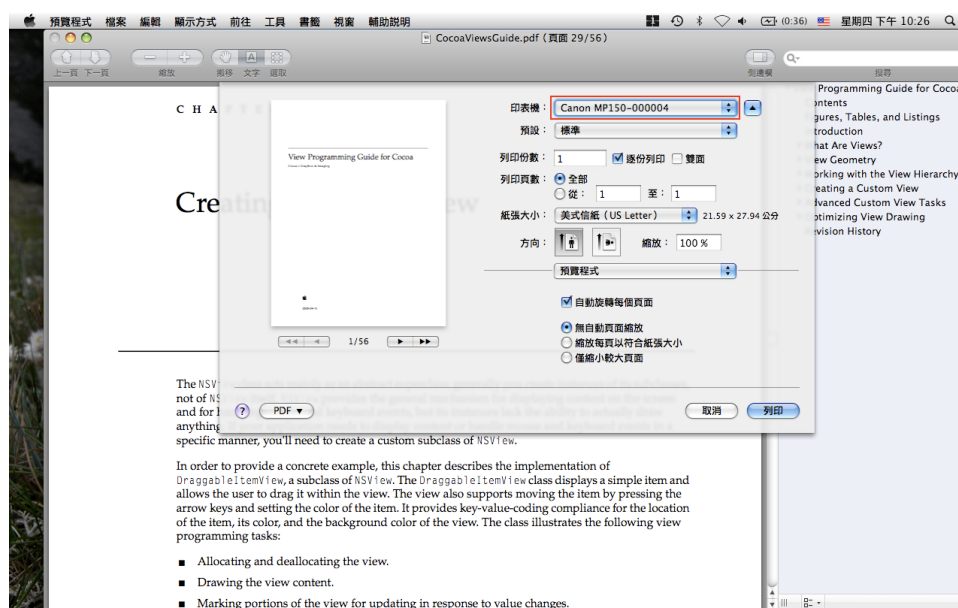 預覽程式 檔案 編輯 顯示方式 前往 工具 書籤 視窗 輔助說明 (0:36) 星期四 下午 10:26
CocoaViewsGuide.pdf（頁面 29/56）
上一頁 下一頁 縮放 搬移 文字 選取 側邊欄 搜尋
CHAPTE
Creating
ew
View Programming Guide for Cocoa
印表機： Canon MP150-000004
預設： 標準
列印份數： 1 逐份列印 雙面
列印頁數： 全部
從： 1 至： 1
紙張大小： 美式信紙（US Letter） 21.59 x 27.94 公分
方向： 縮放： 100 %
預覽程式
自動旋轉每個頁面
無自動頁面縮放
縮放每頁以符合紙張大小
僅縮小較大頁面
1/56
? PDF ▼ 取消 列印
Programming Guide for Cocoa
ontents
gures, Tables, and Listings
troduction
hat Are Views?
ew Geometry
orking with the View Hierarchy
reating a Custom View
dvanced Custom View Tasks
ptimizing View Drawing
evision History
The NSV
not of NS
and for
anything
specific manner, you'll need to create a custom subclass of NSView.
In order to provide a concrete example, this chapter describes the implementation of
DraggableItemView, a subclass of NSView. The DraggableItemView class displays a simple item and
allows the user to drag it within the view. The view also supports moving the item by pressing the
arrow keys and setting the color of the item. It provides key-value-coding compliance for the location
of the item, its color, and the background color of the view. The class illustrates the following view
programming tasks:
■ Allocating and deallocating the view.
■ Drawing the view content.
■ Marking portions of the view for updating in response to value changes.